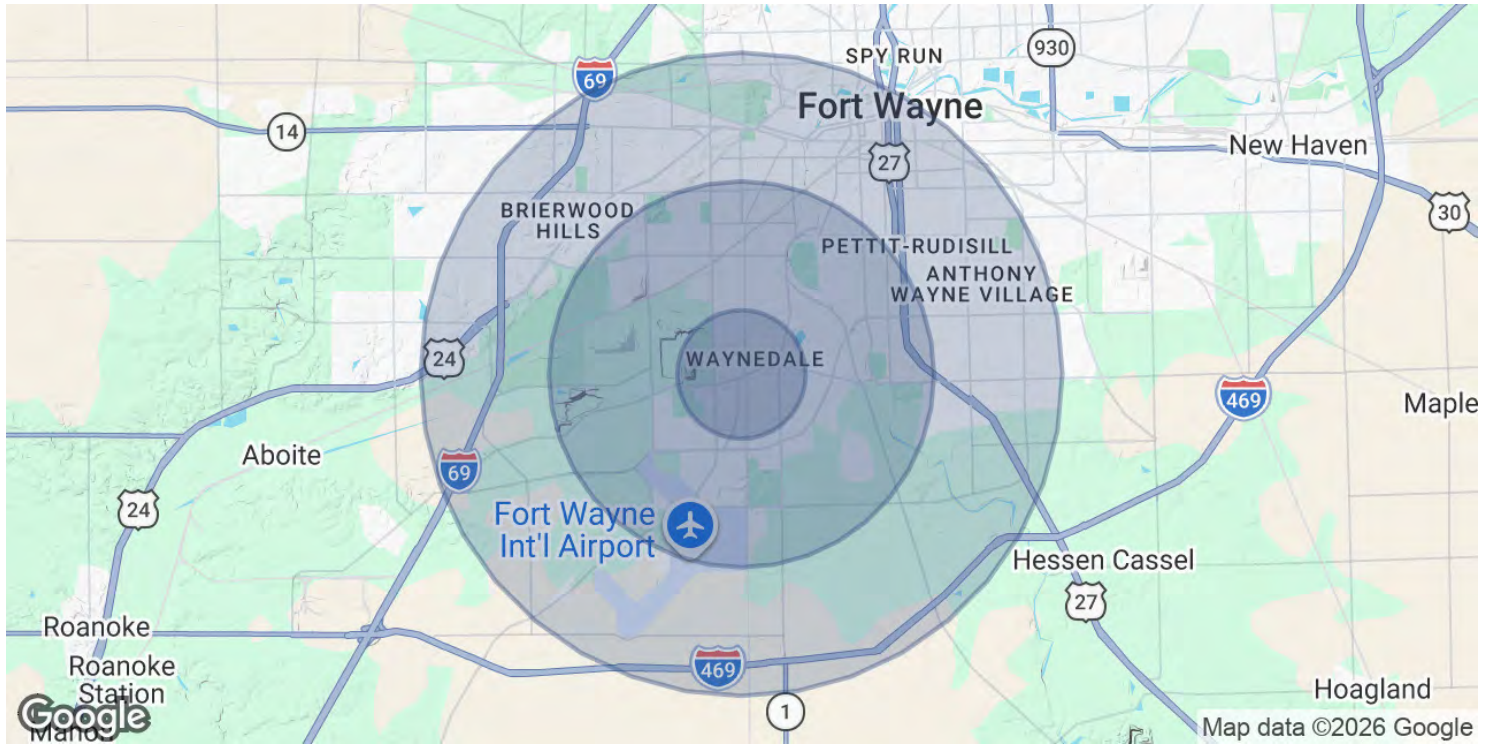 SPY RUN
930
69
Fort Wayne
14
New Haven
27
30
BRIERWOOD
HILLS
PETTIT-RUDISILL
ANTHONY
WAYNE VILLAGE
24
WAYNEDALE
469
Maple
Aboite
69
24
Fort Wayne
Int'l Airport
Hessen Cassel
27
Roanoke
Roanoke
Station
469
Hoagland
1
Google
Manon
Map data ©2026 Google